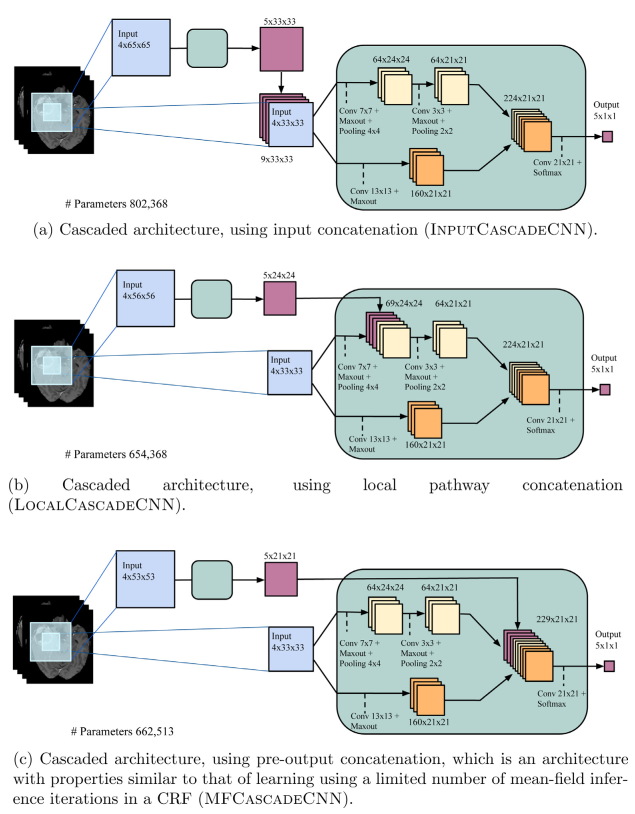 Input
4x65x65
5x33x33
Input
4x33x33
9x33x33
64x24x24
64x21x21
Conv 7x7 +
Maxout +
Pooling 4x4
Conv 3x3 +
Maxout +
Pooling 2x2
224x21x21
Output
5x1x1
Conv 21x21 +
Softmax
Conv 13x13 +
Maxout
160x21x21
# Parameters 802,368
(a) Cascaded architecture, using input concatenation (INPUTCASCADECNN).
Input
4x56x56
5x24x24
Input
4x33x33
69x24x24
64x21x21
Conv 7x7 +
Maxout +
Pooling 4x4
Conv 3x3 +
Maxout +
Pooling 2x2
224x21x21
Output
5x1x1
Conv 21x21 +
Softmax
Conv 13x13 +
Maxout
160x21x21
# Parameters 654,368
(b) Cascaded architecture, using local pathway concatenation
(LOCALCASCADECNN).
Input
4x53x53
5x21x21
Input
4x33x33
64x24x24
64x21x21
Conv 7x7 +
Maxout +
Pooling 4x4
Conv 3x3 +
Maxout +
Pooling 2x2
229x21x21
Output
5x1x1
Conv 21x21 +
Softmax
Conv 13x13 +
Maxout
160x21x21
# Parameters 662,513
(c) Cascaded architecture, using pre-output concatenation, which is an architecture
with properties similar to that of learning using a limited number of mean-field infer-
ence iterations in a CRF (MFCASCADECNN).